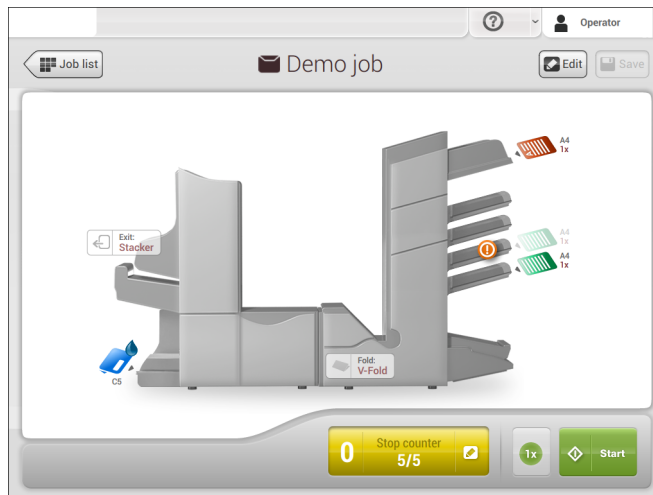 Operator
Job list
Demo job
Edit
Save
A4
1x
Exit:
Stacker
A4
1x
A4
1x
Fold:
V-Fold
C5
0
Stop counter
5/5
1x
Start